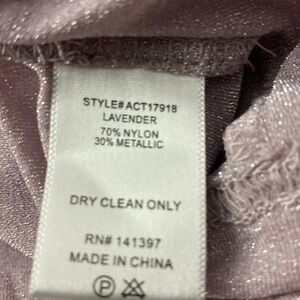 STYLE#ACT17918
LAVENDER
70% NYLON
30% METALLIC
DRY CLEAN ONLY
RN# 141397
MADE IN CHINA
P